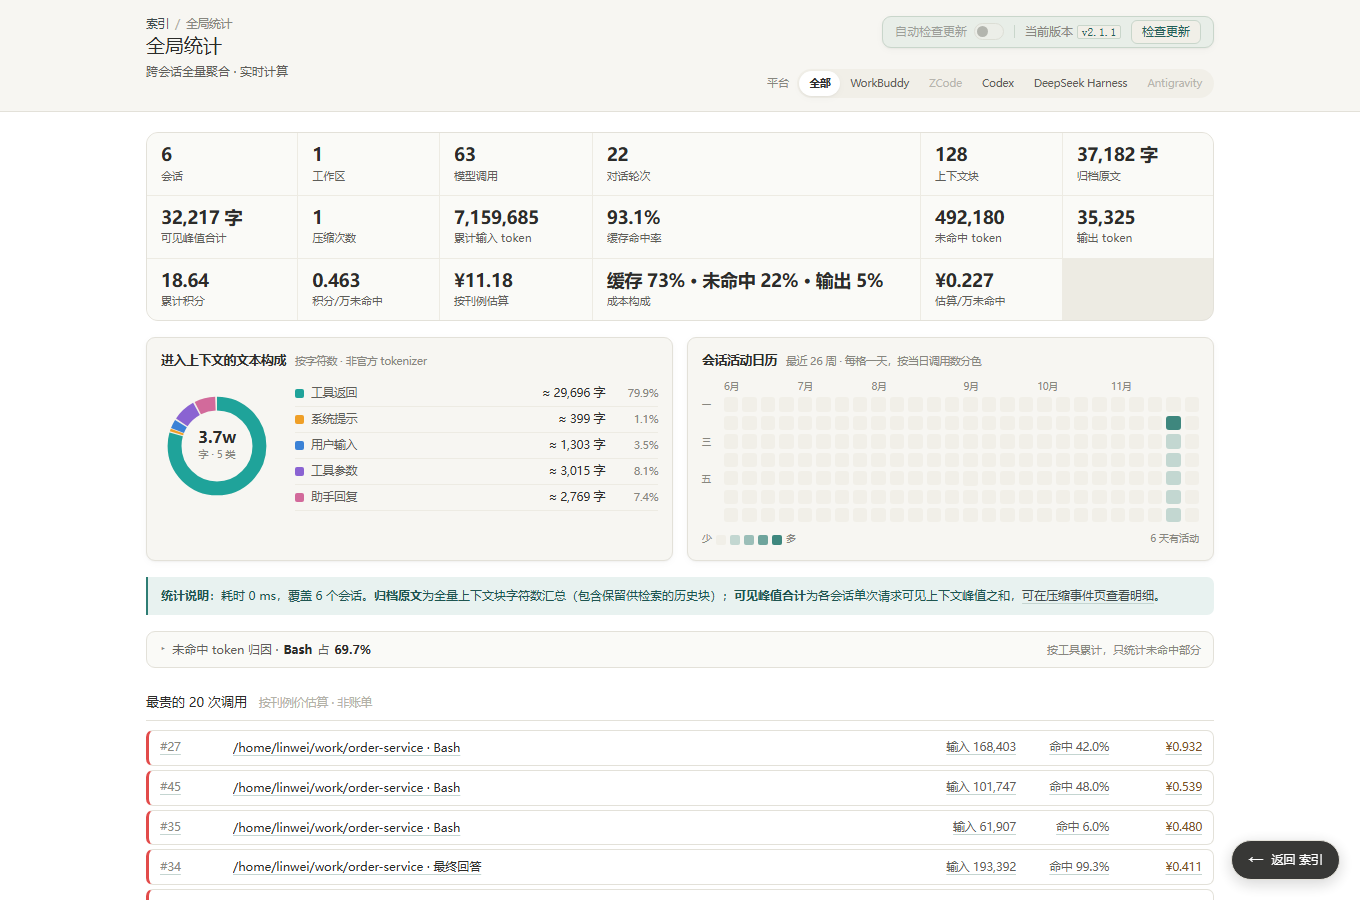 索引 / 全局统计
全局统计
跨会话全量聚合 · 实时计算
自动检查更新 当前版本 v2.1.1 检查更新
平台 全部 WorkBuddy ZCode Codex DeepSeek Harness Antigravity
6 1 63 22 128 37,182 字
会话 工作区 模型调用 对话轮次 上下文块 归档原文
32,217 字 1 7,159,685 93.1% 492,180 35,325
可见峰值合计 压缩次数 累计输入 token 缓存命中率 未命中 token 输出 token
18.64 0.463 ¥11.18 缓存 73% • 未命中 22% • 输出 5% ¥0.227
累计积分 积分/万未命中 按刊例估算 成本构成 估算/万未命中
进入上下文的文本构成 按字符数 · 非官方 tokenizer
3.7w
字 · 5 类
工具返回 ≈ 29,696 字 79.9%
系统提示 ≈ 399 字 1.1%
用户输入 ≈ 1,303 字 3.5%
工具参数 ≈ 3,015 字 8.1%
助手回复 ≈ 2,769 字 7.4%
会话活动日历 最近 26 周 · 每格一天，按当日调用数分色
6月 7月 8月 9月 10月 11月
一
三
五
少 多 6 天有活动
统计说明：耗时 0 ms，覆盖 6 个会话。归档原文为全量上下文块字符数汇总（包含保留供检索的历史块）；可见峰值合计为各会话单次请求可见上下文峰值之和，可在压缩事件页查看明细。
‣ 未命中 token 归因 · Bash 占 69.7% 按工具累计，只统计未命中部分
最贵的 20 次调用 按刊例价估算 · 非账单
#27 /home/linwei/work/order-service · Bash 输入 168,403 命中 42.0% ¥0.932
#45 /home/linwei/work/order-service · Bash 输入 101,747 命中 48.0% ¥0.539
#35 /home/linwei/work/order-service · Bash 输入 61,907 命中 6.0% ¥0.480
#34 /home/linwei/work/order-service · 最终回答 输入 193,392 命中 99.3% ¥0.411
← 返回 索引